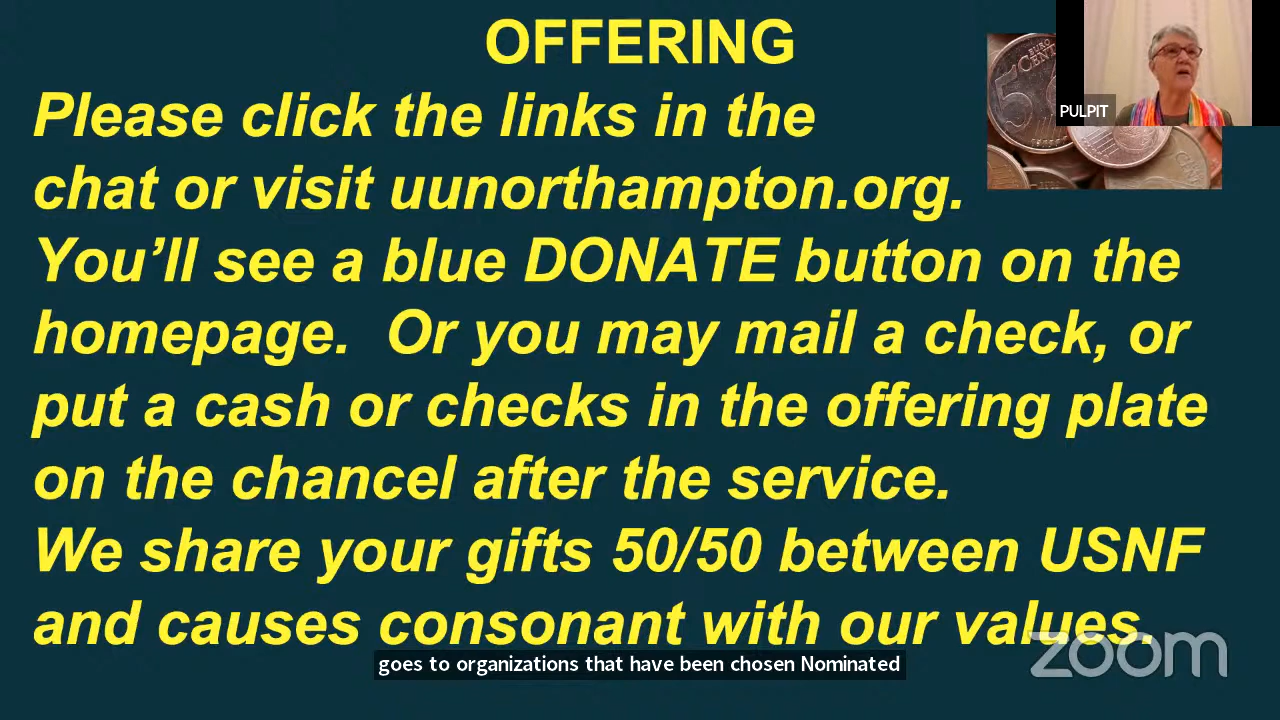 OFFERING
Please click the links in the
chat or visit uunorthampton.org.
You’ll see a blue DONATE button on the
homepage.  Or you may mail a check, or
put a cash or checks in the offering plate
on the chancel after the service.
We share your gifts 50/50 between USNF
and causes consonant with our values.
PULPIT
EURO
CENT
5
goes to organizations that have been chosen Nominated
zoom